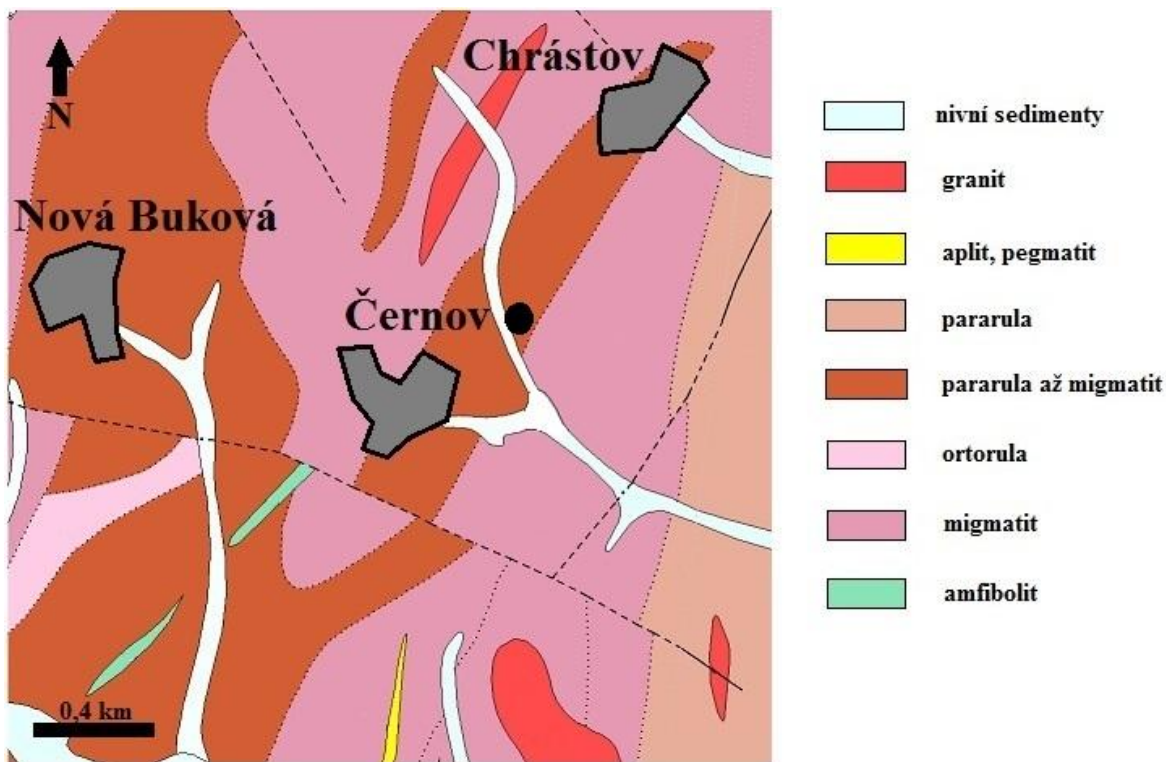 Chrástov
N
Nová Buková
Černov
0,4 km
nivní sedimenty
granit
aplit, pegmatit
pararula
pararula až migmatit
ortorula
migmatit
amfibolit